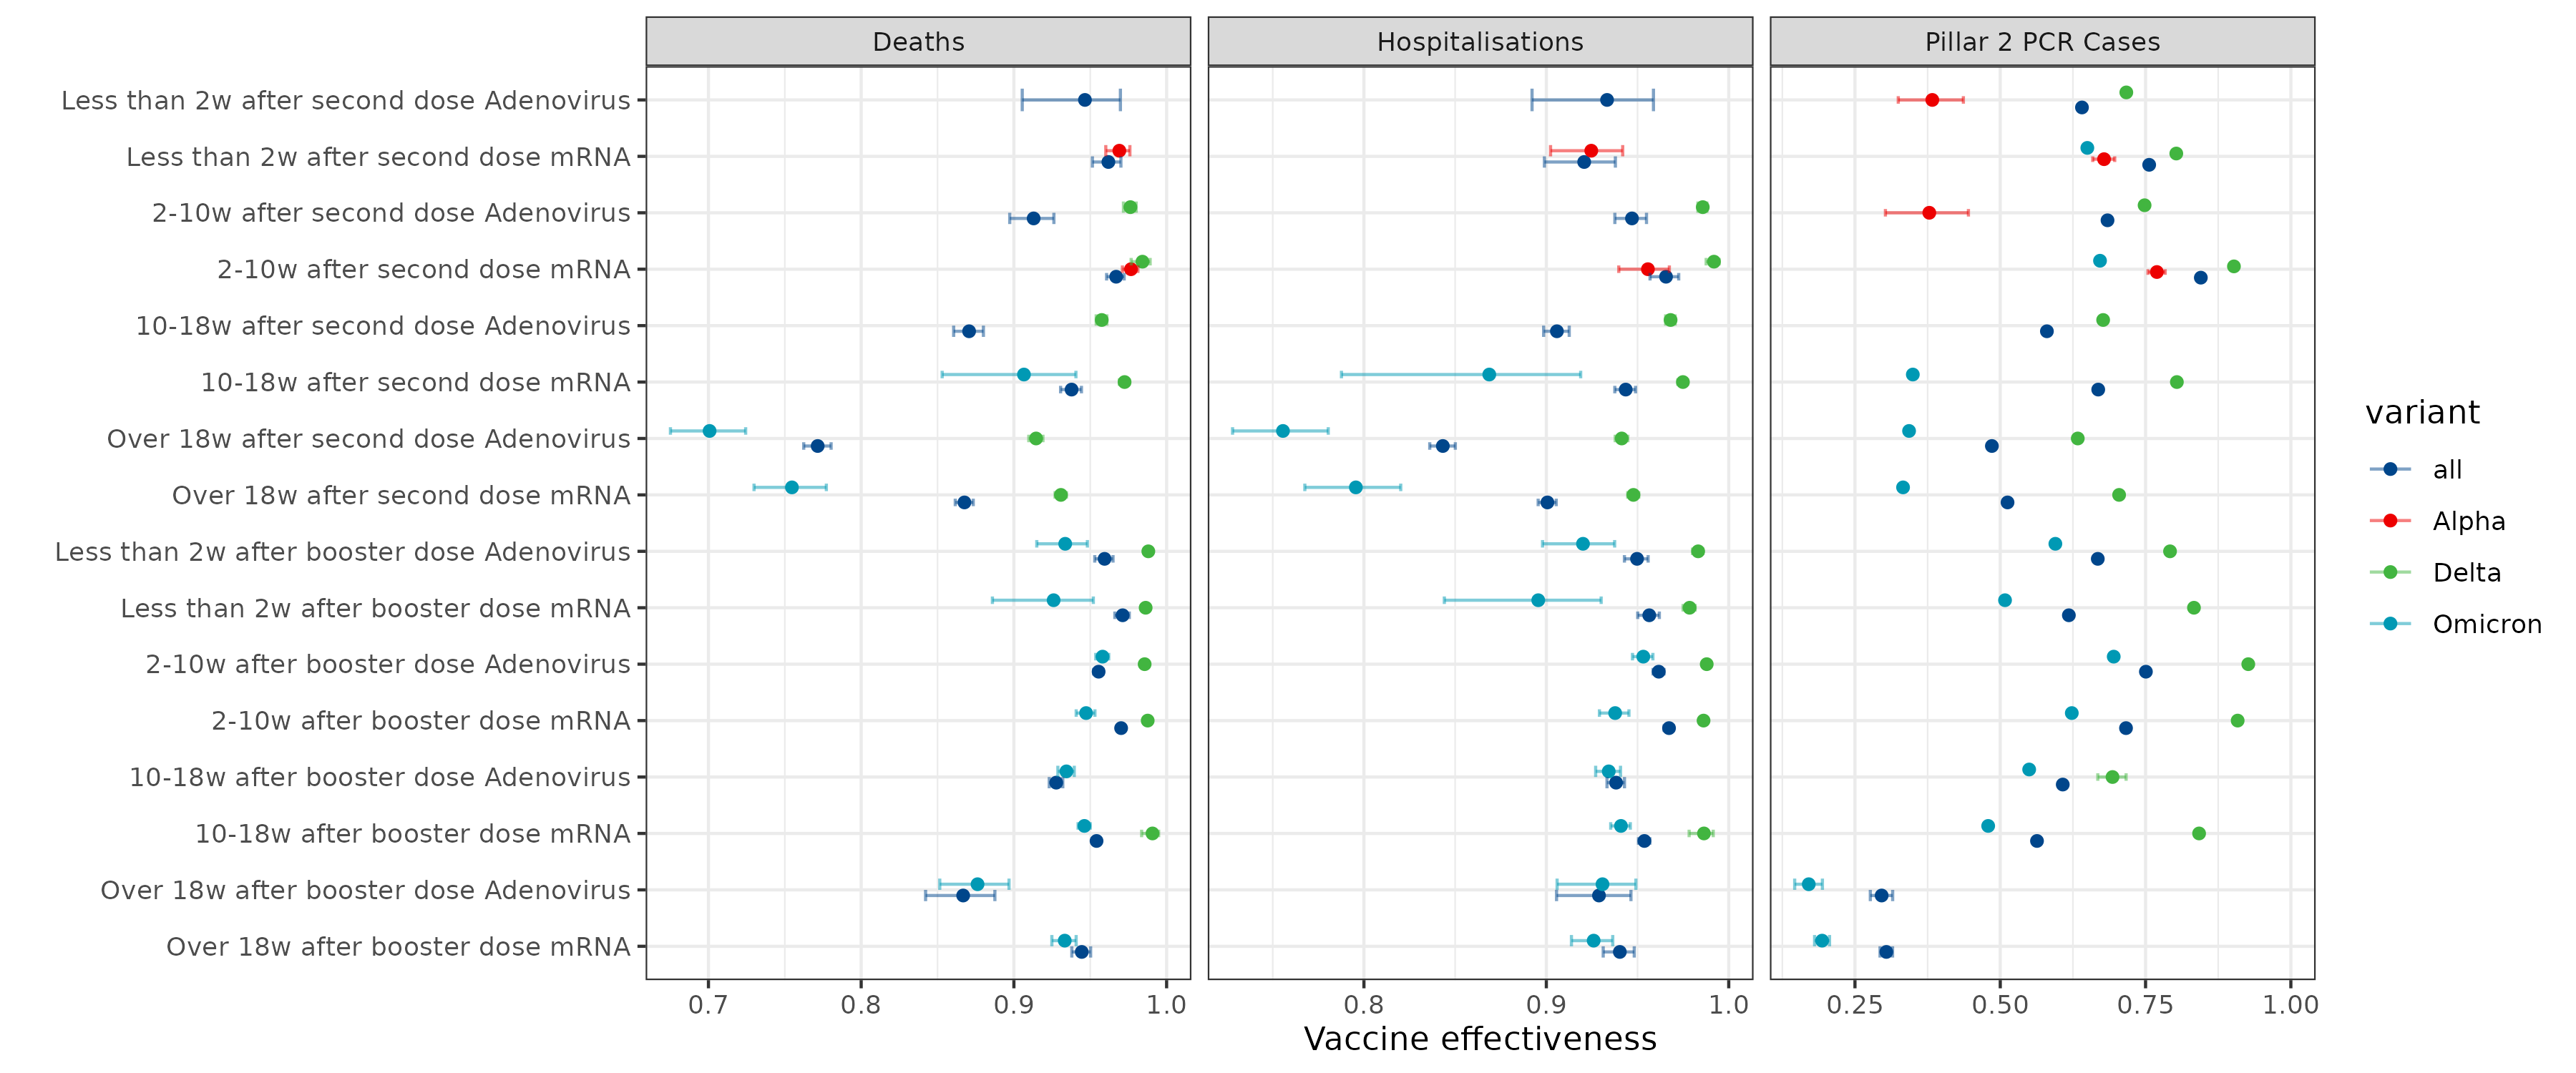 Deaths
Hospitalisations
Pillar 2 PCR Cases
Less than 2w after second dose Adenovirus
Less than 2w after second dose mRNA
2-10w after second dose Adenovirus
2-10w after second dose mRNA
10-18w after second dose Adenovirus
10-18w after second dose mRNA
Over 18w after second dose Adenovirus
Over 18w after second dose mRNA
Less than 2w after booster dose Adenovirus
Less than 2w after booster dose mRNA
2-10w after booster dose Adenovirus
2-10w after booster dose mRNA
10-18w after booster dose Adenovirus
10-18w after booster dose mRNA
Over 18w after booster dose Adenovirus
Over 18w after booster dose mRNA
0.7 0.8 0.9 1.0
0.8 0.9 1.0
0.25 0.50 0.75 1.00
Vaccine effectiveness
variant
all
Alpha
Delta
Omicron